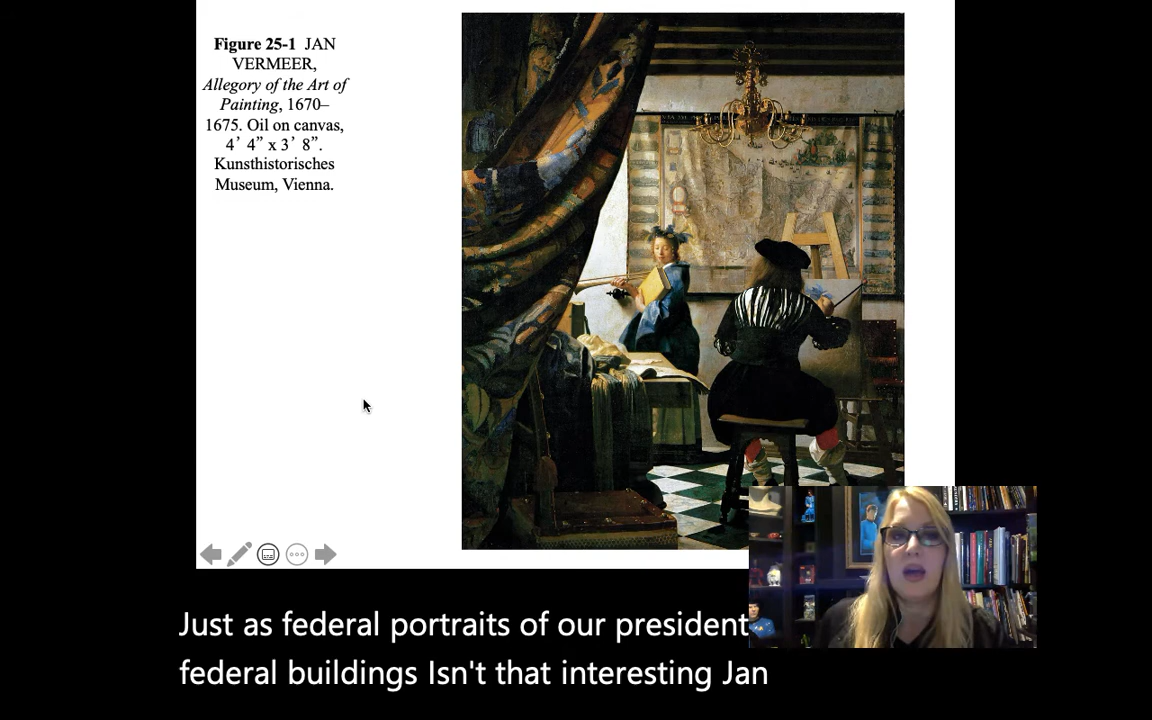 Figure 25-1 JAN
VERMEER,
Allegory of the Art of
Painting, 1670–
1675. Oil on canvas,
4’ 4” x 3’ 8”.
Kunsthistorisches
Museum, Vienna.
Just as federal portraits of our president
federal buildings Isn't that interesting Jan